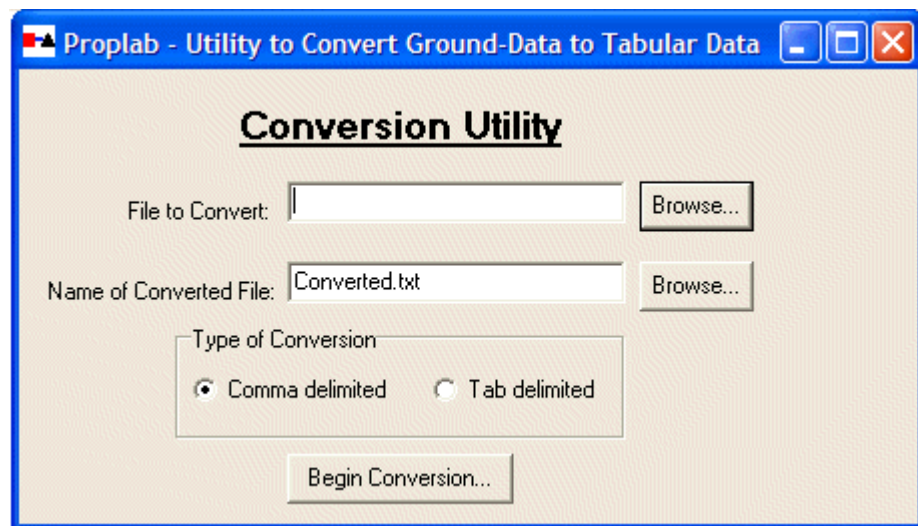 Proplab - Utility to Convert Ground-Data to Tabular Data
Conversion Utility
File to Convert: Browse...
Name of Converted File: Converted.txt Browse...
Type of Conversion
Comma delimited Tab delimited
Begin Conversion...